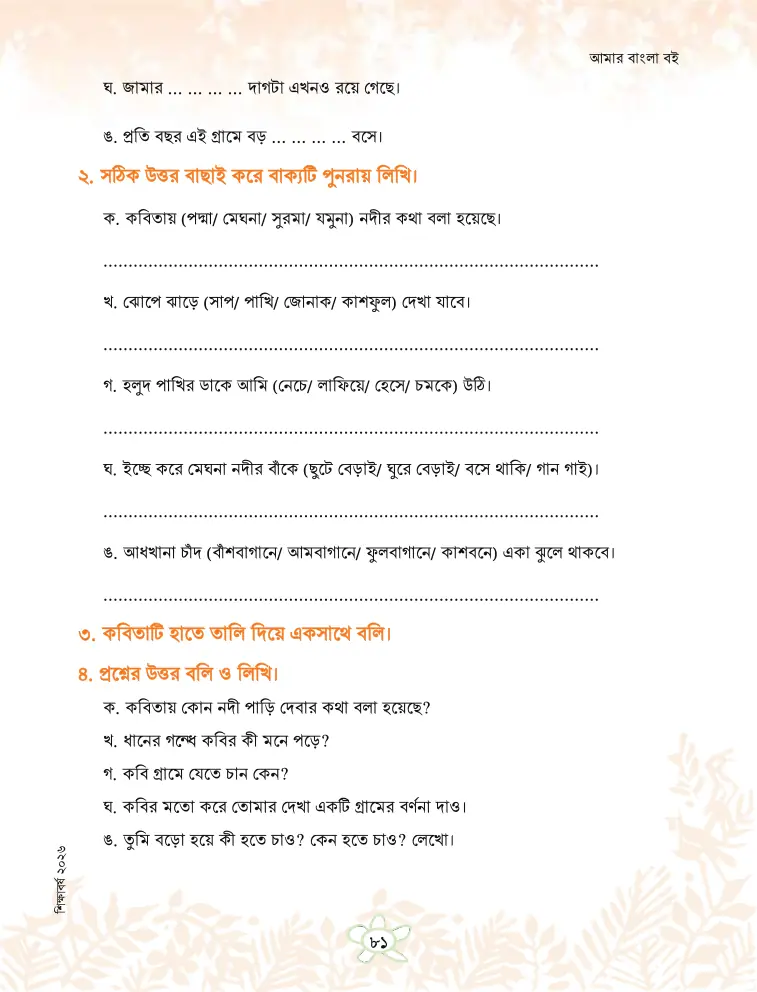 আমার বাংলা বই
ঘ. জামার ... ... ... ... দাগটা এখনও রয়ে গেছে।
ঙ. প্রতি বছর এই গ্রামে বড় ... ... ... ... বসে।
২. সঠিক উত্তর বাছাই করে বাক্যটি পুনরায় লিখি।
ক. কবিতায় (পদ্মা/ মেঘনা/ সুরমা/ যমুনা) নদীর কথা বলা হয়েছে।
...................................................................................................
খ. ঝোপে ঝাড়ে (সাপ/ পাখি/ জোনাক/ কাশফুল) দেখা যাবে।
...................................................................................................
গ. হলুদ পাখির ডাকে আমি (নেচে/ লাফিয়ে/ হেসে/ চমকে) উঠি।
...................................................................................................
ঘ. ইচ্ছে করে মেঘনা নদীর বাঁকে (ছুটে বেড়াই/ ঘুরে বেড়াই/ বসে থাকি/ গান গাই)।
...................................................................................................
ঙ. আধখানা চাঁদ (বাঁশবাগানে/ আমবাগানে/ ফুলবাগানে/ কাশবনে) একা ঝুলে থাকবে।
...................................................................................................
৩. কবিতাটি হাতে তালি দিয়ে একসাথে বলি।
৪. প্রশ্নের উত্তর বলি ও লিখি।
ক. কবিতায় কোন নদী পাড়ি দেবার কথা বলা হয়েছে?
খ. ধানের গন্ধে কবির কী মনে পড়ে?
গ. কবি গ্রামে যেতে চান কেন?
ঘ. কবির মতো করে তোমার দেখা একটি গ্রামের বর্ণনা দাও।
ঙ. তুমি বড়ো হয়ে কী হতে চাও? কেন হতে চাও? লেখো।
শিক্ষাবর্ষ ২০২৬
৮১